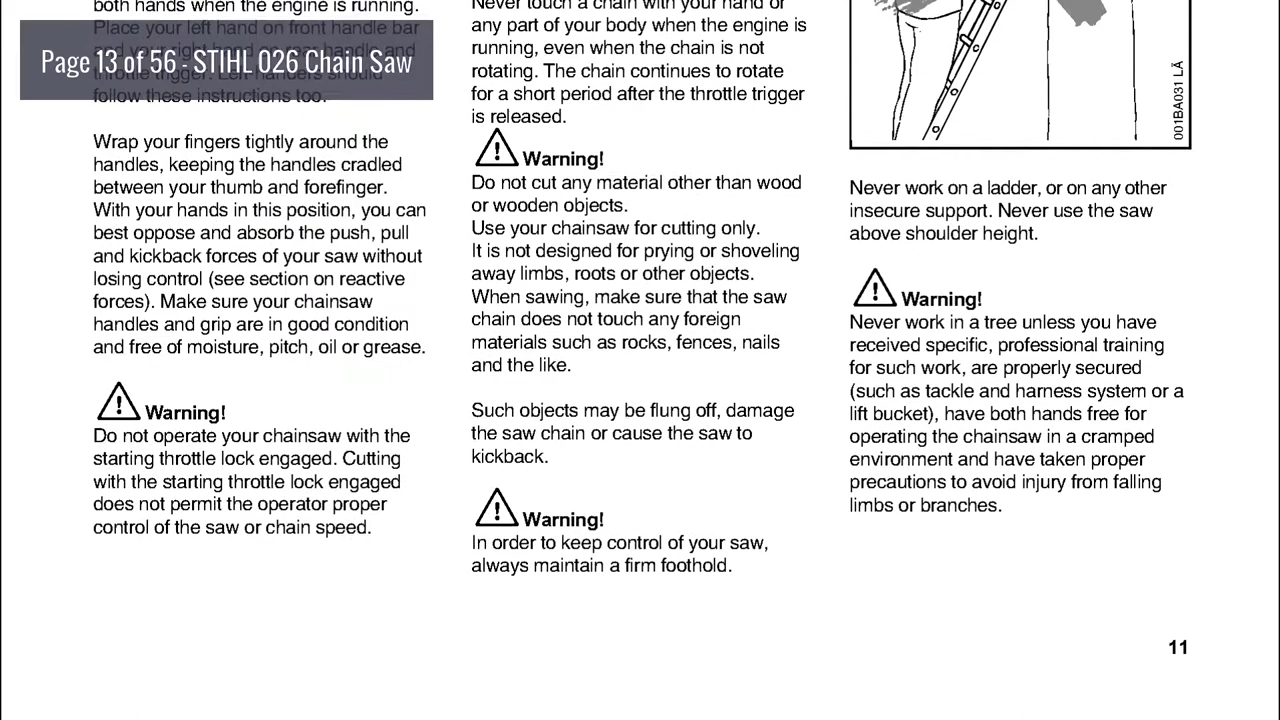 both hands when the engine is running.
Place your left hand on front handle bar
and your right hand on rear handle and
throttle trigger. Left-handers should
follow these instructions too.
Page 13 of 56 - STIHL 026 Chain Saw
Wrap your fingers tightly around the
handles, keeping the handles cradled
between your thumb and forefinger.
With your hands in this position, you can
best oppose and absorb the push, pull
and kickback forces of your saw without
losing control (see section on reactive
forces). Make sure your chainsaw
handles and grip are in good condition
and free of moisture, pitch, oil or grease.
Warning!
Do not operate your chainsaw with the
starting throttle lock engaged. Cutting
with the starting throttle lock engaged
does not permit the operator proper
control of the saw or chain speed.
Never touch a chain with your hand or
any part of your body when the engine is
running, even when the chain is not
rotating. The chain continues to rotate
for a short period after the throttle trigger
is released.
Warning!
Do not cut any material other than wood
or wooden objects.
Use your chainsaw for cutting only.
It is not designed for prying or shoveling
away limbs, roots or other objects.
When sawing, make sure that the saw
chain does not touch any foreign
materials such as rocks, fences, nails
and the like.
Such objects may be flung off, damage
the saw chain or cause the saw to
kickback.
Warning!
In order to keep control of your saw,
always maintain a firm foothold.
001BA031 LÄ
Never work on a ladder, or on any other
insecure support. Never use the saw
above shoulder height.
Warning!
Never work in a tree unless you have
received specific, professional training
for such work, are properly secured
(such as tackle and harness system or a
lift bucket), have both hands free for
operating the chainsaw in a cramped
environment and have taken proper
precautions to avoid injury from falling
limbs or branches.
11